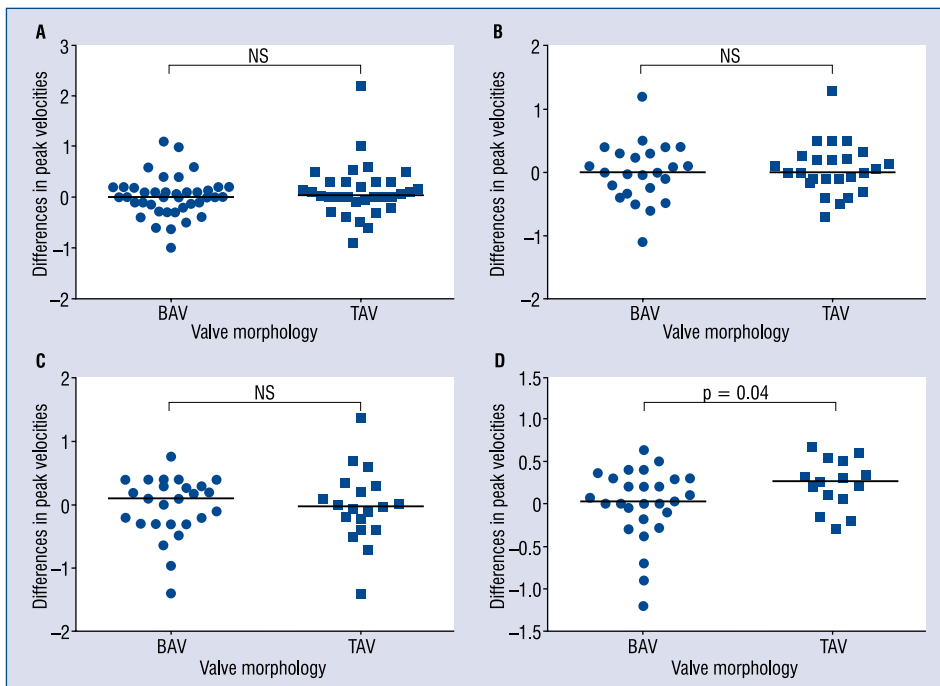 A
NS
Differences in peak velocities
3
2
1
0
–1
–2
BAV
TAV
Valve morphology
B
NS
Differences in peak velocities
2
1
0
–1
–2
BAV
TAV
Valve morphology
C
NS
Differences in peak velocities
2
1
0
–1
–2
BAV
TAV
Valve morphology
D
p = 0.04
Differences in peak velocities
1.5
1.0
0.5
0.0
–0.5
–1.0
–1.5
BAV
TAV
Valve morphology